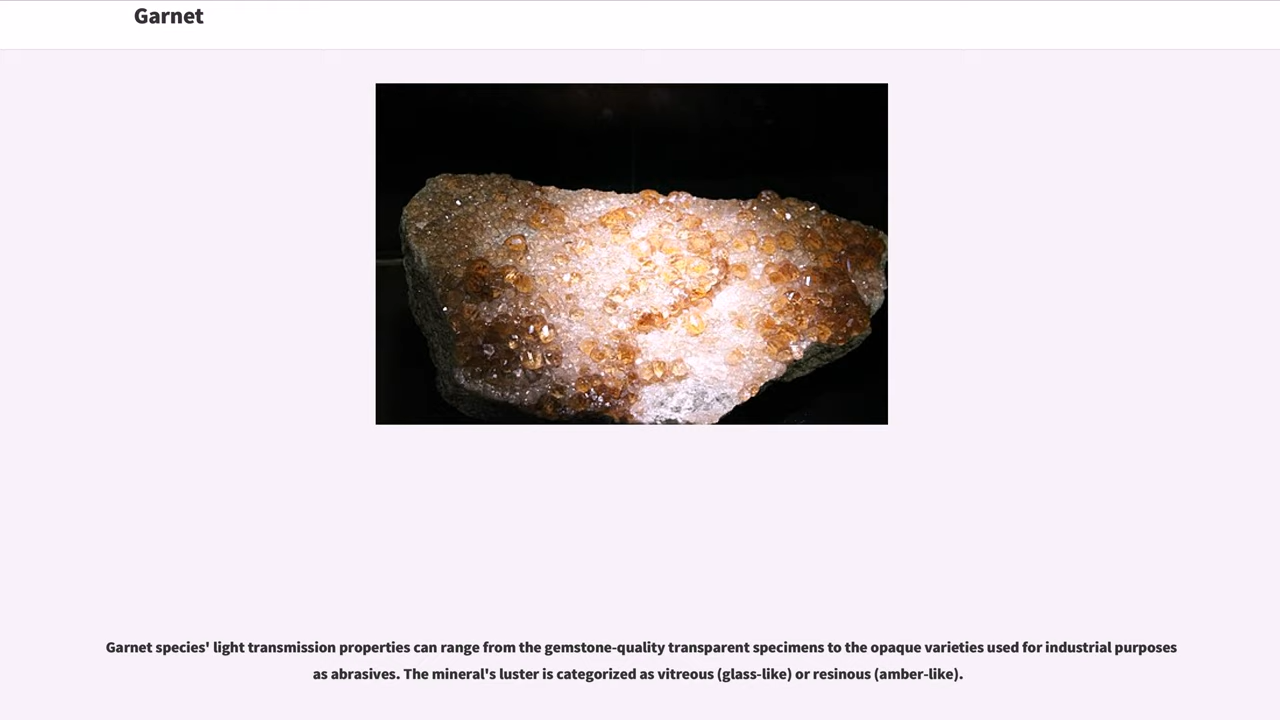 Garnet
Garnet species' light transmission properties can range from the gemstone-quality transparent specimens to the opaque varieties used for industrial purposes
as abrasives. The mineral's luster is categorized as vitreous (glass-like) or resinous (amber-like).